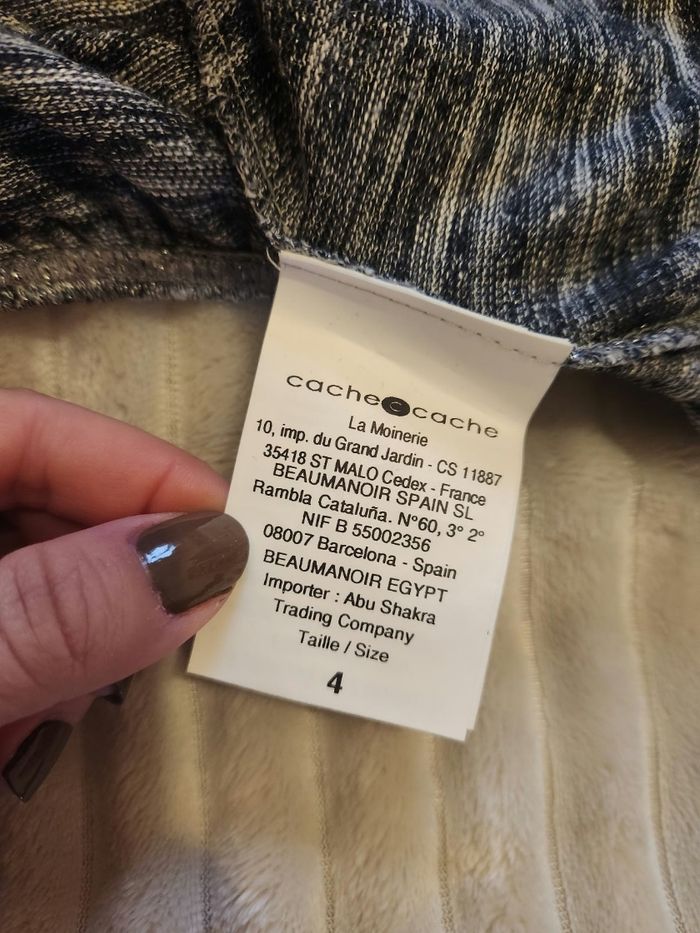 cache c cache
La Moinerie
10, imp. du Grand Jardin - CS 11887
35418 ST MALO Cedex - France
BEAUMANOIR SPAIN SL
Rambla Cataluña. N°60, 3° 2°
NIF B 55002356
08007 Barcelona - Spain
BEAUMANOIR EGYPT
Importer : Abu Shakra
Trading Company
Taille / Size
4